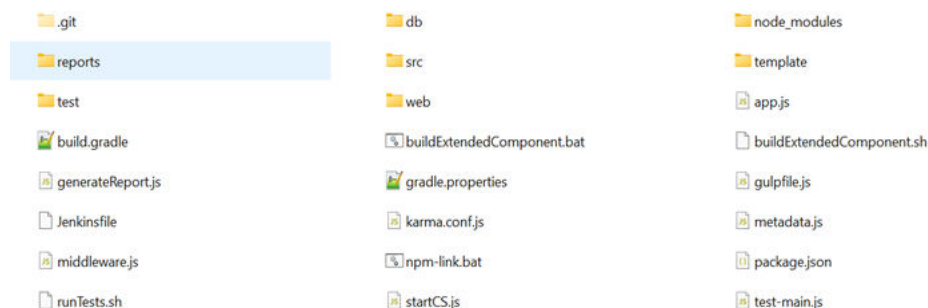 .git
db
node_modules
reports
src
template
test
web
app.js
build.gradle
buildExtendedComponent.bat
buildExtendedComponent.sh
generateReport.js
gradle.properties
gulpfile.js
Jenkinsfile
karma.conf.js
metadata.js
middleware.js
npm-link.bat
package.json
runTests.sh
startCS.js
test-main.js